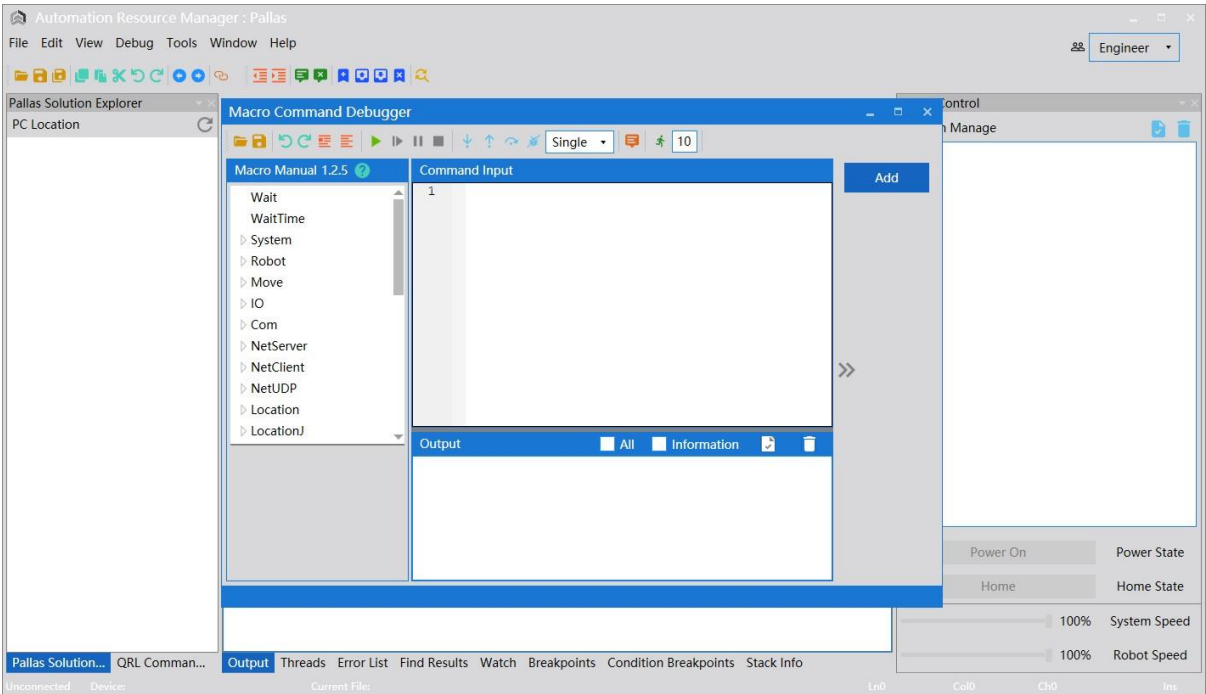 Automation Resource Manager : Pallas
File Edit View Debug Tools Window Help
Engineer
Pallas Solution Explorer
PC Location
Macro Command Debugger
Single
10
Macro Manual 1.2.5
Wait
WaitTime
System
Robot
Move
IO
Com
NetServer
NetClient
NetUDP
Location
LocationJ
Command Input
1
Add
Output All Information
Control
Manage
Power On Power State
Home Home State
100% System Speed
100% Robot Speed
Pallas Solution... QRL Comman...
Output Threads Error List Find Results Watch Breakpoints Condition Breakpoints Stack Info
Unconnected Device: Current File: Ln0 Col0 Ch0 Ins